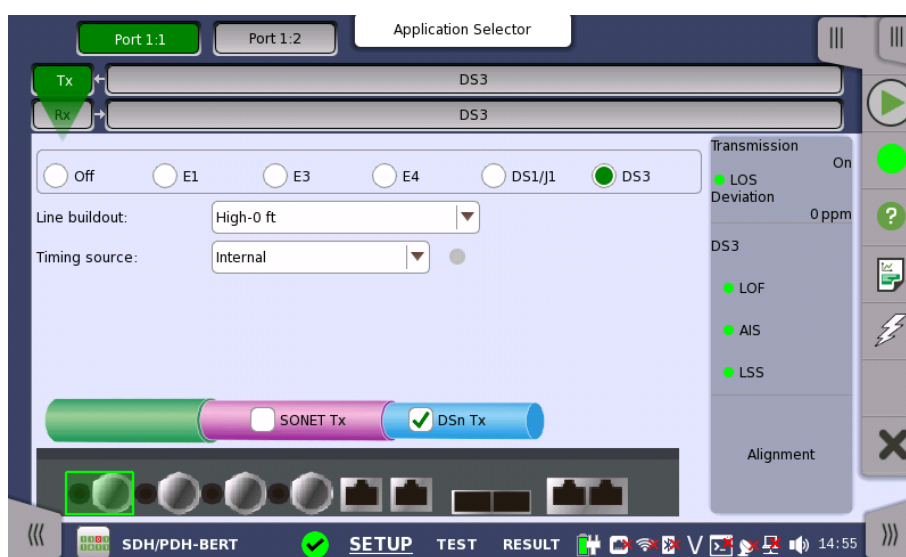 Application Selector
Port 1:1
Port 1:2
Tx
DS3
Rx
DS3
Off
E1
E3
E4
DS1/J1
DS3
Line buildout:
High-0 ft
Timing source:
Internal
SONET Tx
DSn Tx
Transmission
On
LOS
Deviation
0 ppm
DS3
LOF
AIS
LSS
Alignment
SDH/PDH-BERT
SETUP
TEST
RESULT
V
14:55